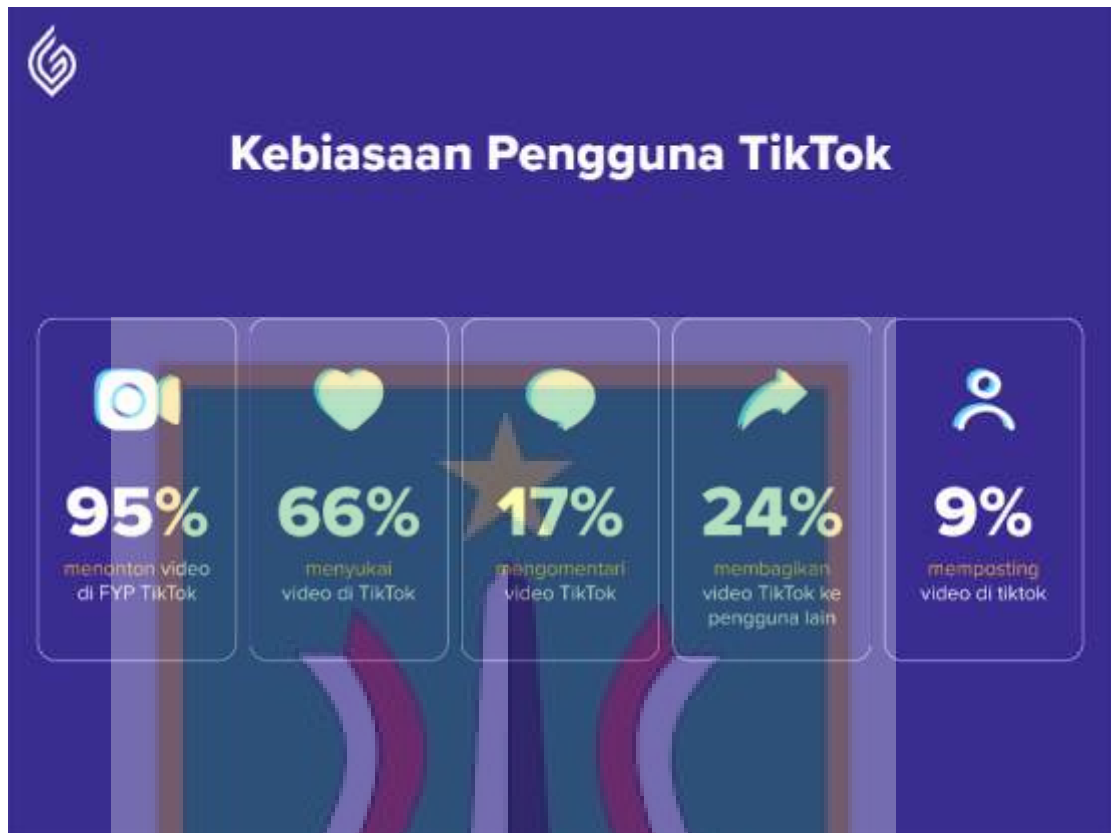 Kebiasaan Pengguna TikTok
95%
menonton video
di FYP TikTok
66%
menyukai
video di TikTok
17%
mengomentari
video TikTok
24%
membagikan
video TikTok ke
pengguna lain
9%
memposting
video di tiktok